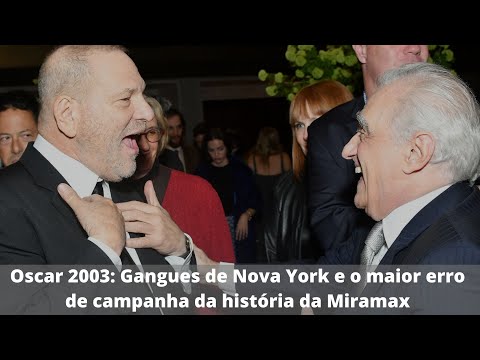 Oscar 2003: Gangues de Nova York e o maior erro
de campanha da história da Miramax